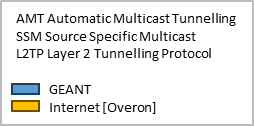 AMT Automatic Multicast Tunnelling
SSM Source Specific Multicast
L2TP Layer 2 Tunnelling Protocol
GEANT
Internet [Overon]